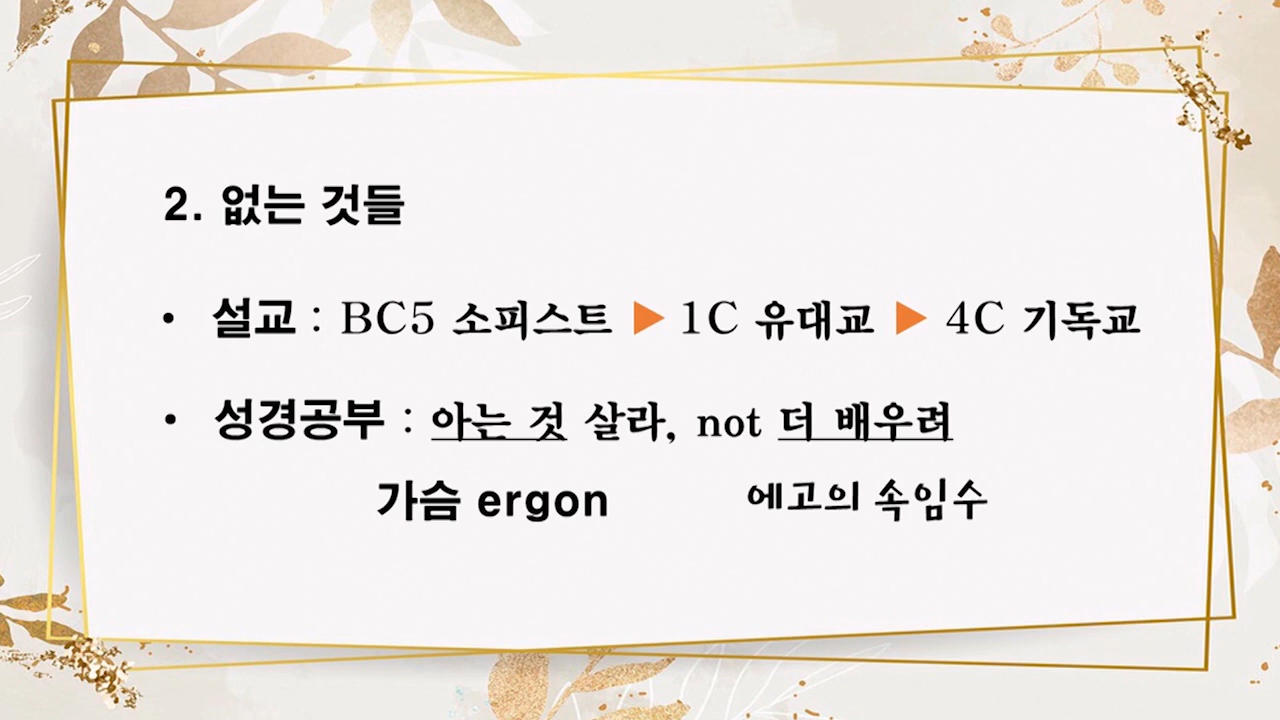 2. 없는 것들
• 설교 : BC5 소피스트 ▶ 1C 유대교 ▶ 4C 기독교
• 성경공부 : 아는 것 살라, not 더 배우려
가슴 ergon 에고의 속임수